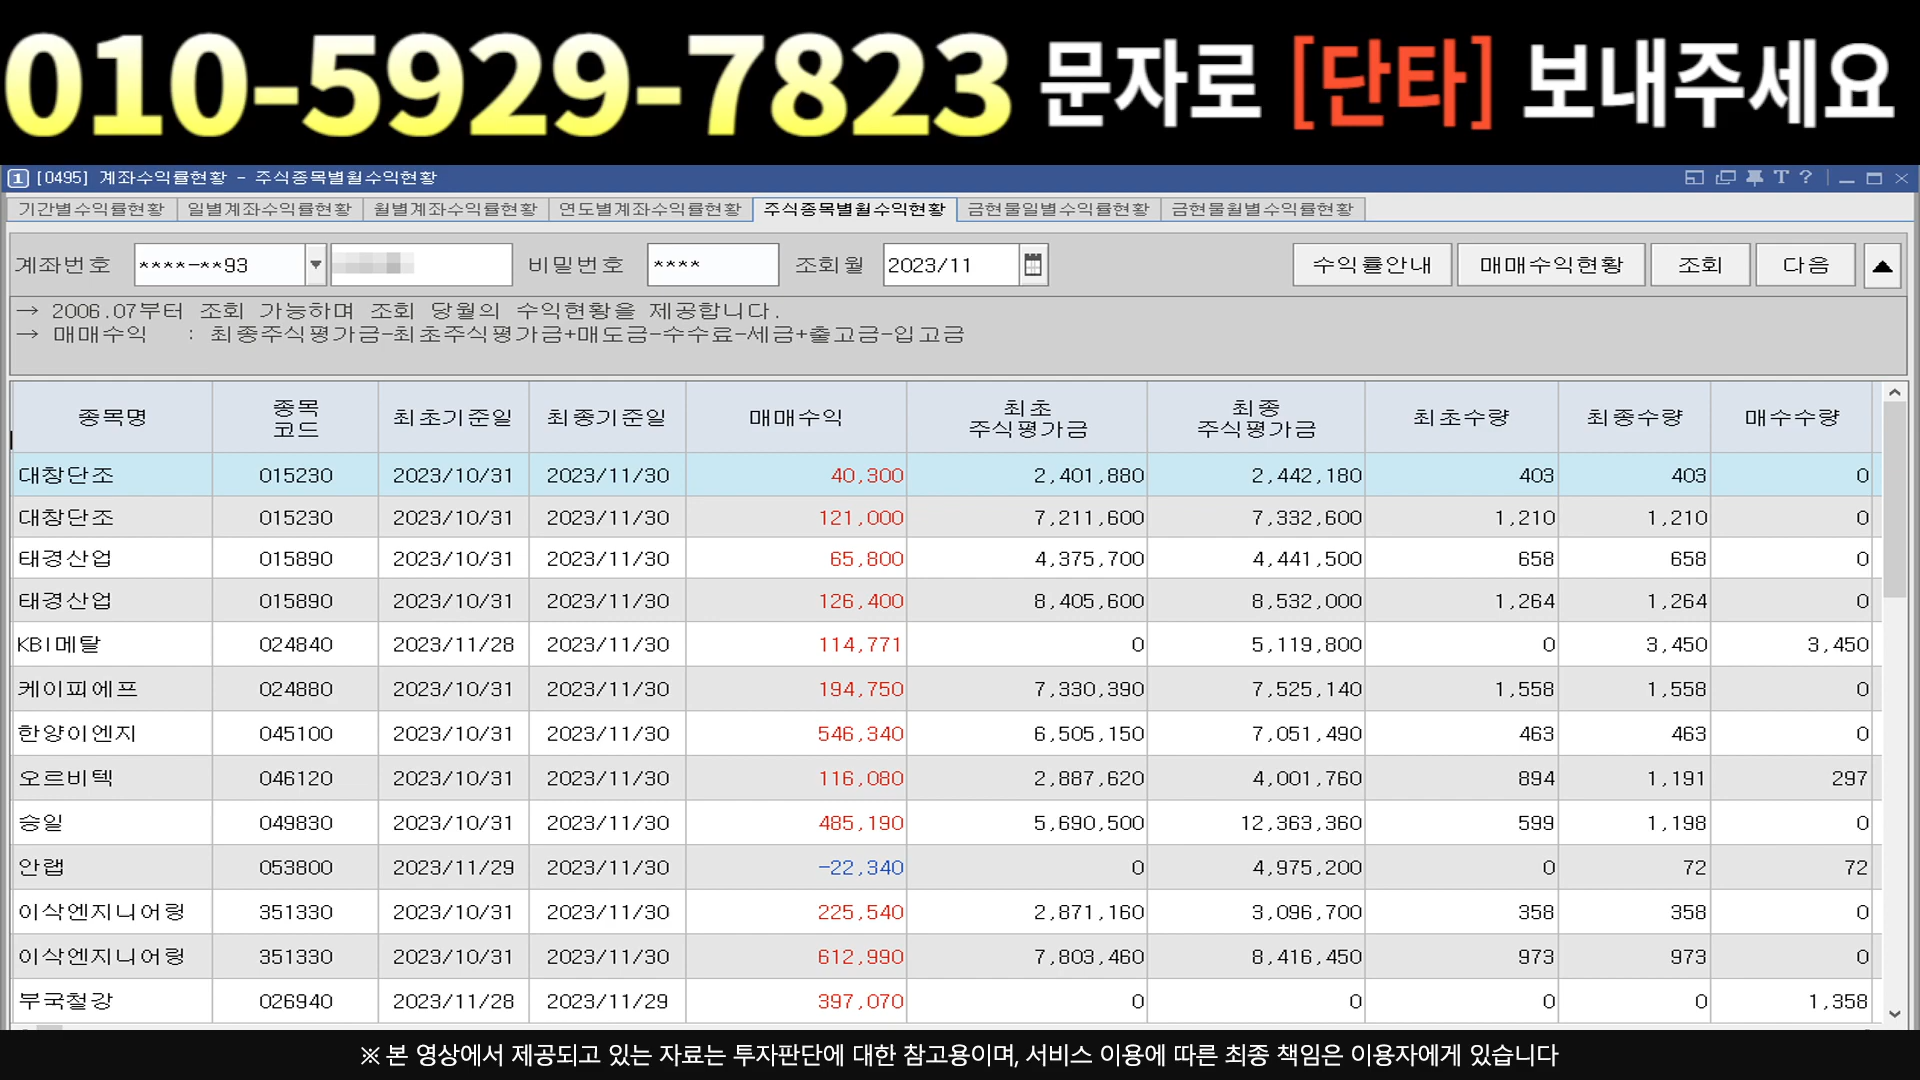 010-5929-7823 문자로 [단타] 보내주세요
1 [0495] 계좌수익률현황 - 주식종목별월수익현황
기간별수익률현황 일별계좌수익률현황 월별계좌수익률현황 연도별계좌수익률현황 주식종목별월수익현황 금현물일별수익률현황 금현물월별수익률현황
계좌번호 ****-**93 비밀번호 **** 조회월 2023/11 수익률안내 매매수익현황 조회 다음
→ 2006.07부터 조회 가능하며 조회 당월의 수익현황을 제공합니다.
→ 매매수익 : 최종주식평가금-최초주식평가금+매도금-수수료-세금+출고금-입고금
종목명 종목코드 최초기준일 최종기준일 매매수익 최초주식평가금 최종주식평가금 최초수량 최종수량 매수수량
대창단조 015230 2023/10/31 2023/11/30 40,300 2,401,880 2,442,180 403 403 0
대창단조 015230 2023/10/31 2023/11/30 121,000 7,211,600 7,332,600 1,210 1,210 0
태경산업 015890 2023/10/31 2023/11/30 65,800 4,375,700 4,441,500 658 658 0
태경산업 015890 2023/10/31 2023/11/30 126,400 8,405,600 8,532,000 1,264 1,264 0
KBI메탈 024840 2023/11/28 2023/11/30 114,771 0 5,119,800 0 3,450 3,450
케이피에프 024880 2023/10/31 2023/11/30 194,750 7,330,390 7,525,140 1,558 1,558 0
한양이엔지 045100 2023/10/31 2023/11/30 546,340 6,505,150 7,051,490 463 463 0
오르비텍 046120 2023/10/31 2023/11/30 116,080 2,887,620 4,001,760 894 1,191 297
승일 049830 2023/10/31 2023/11/30 485,190 5,690,500 12,363,360 599 1,198 0
안랩 053800 2023/11/29 2023/11/30 -22,340 0 4,975,200 0 72 72
이삭엔지니어링 351330 2023/10/31 2023/11/30 225,540 2,871,160 3,096,700 358 358 0
이삭엔지니어링 351330 2023/10/31 2023/11/30 612,990 7,803,460 8,416,450 973 973 0
부국철강 026940 2023/11/28 2023/11/29 397,070 0 0 0 0 1,358
※ 본 영상에서 제공되고 있는 자료는 투자판단에 대한 참고용이며, 서비스 이용에 따른 최종 책임은 이용자에게 있습니다